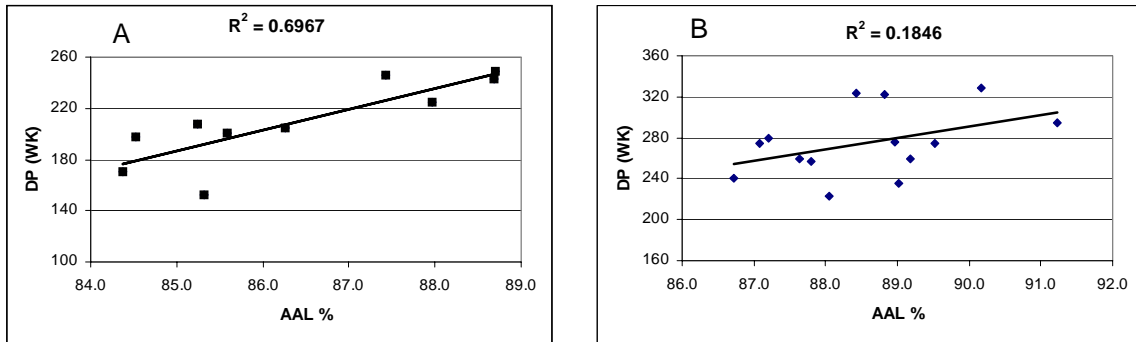 A
R² = 0.6967
DP (WK)
260
220
180
140
100
84.0 85.0 86.0 87.0 88.0 89.0
AAL %
B
R² = 0.1846
DP (WK)
360
320
280
240
200
160
86.0 87.0 88.0 89.0 90.0 91.0 92.0
AAL %